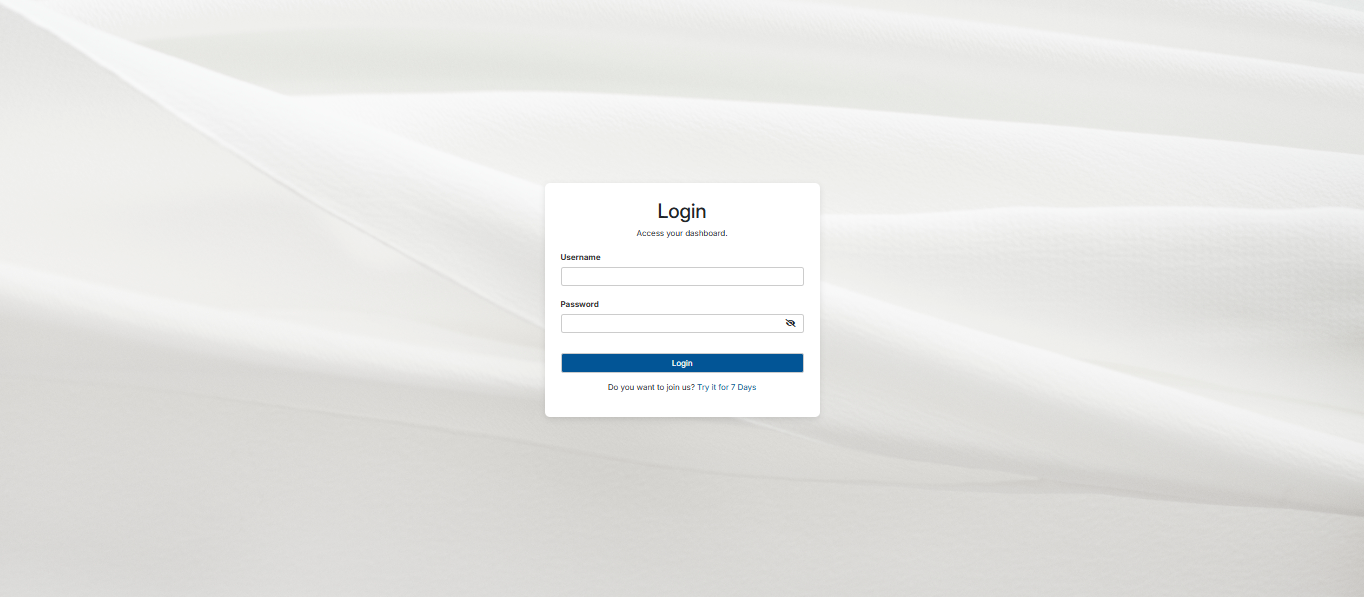 Login
Access your dashboard.
Username
Password
Login
Do you want to join us? Try it for 7 Days